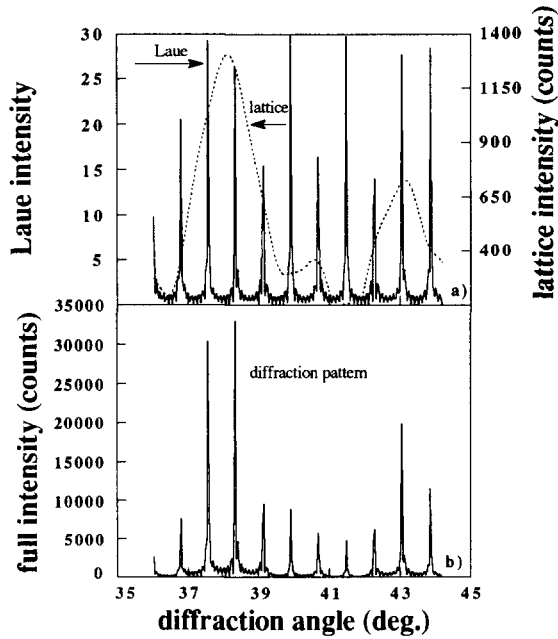 Laue intensity
30
25
20
15
10
5
Laue
lattice
a)
1400
1150
900
650
400
lattice intensity (counts)
full intensity (counts)
35000
30000
25000
20000
15000
10000
5000
0
diffraction pattern
b)
35 37 39 41 43 45
diffraction angle (deg.)